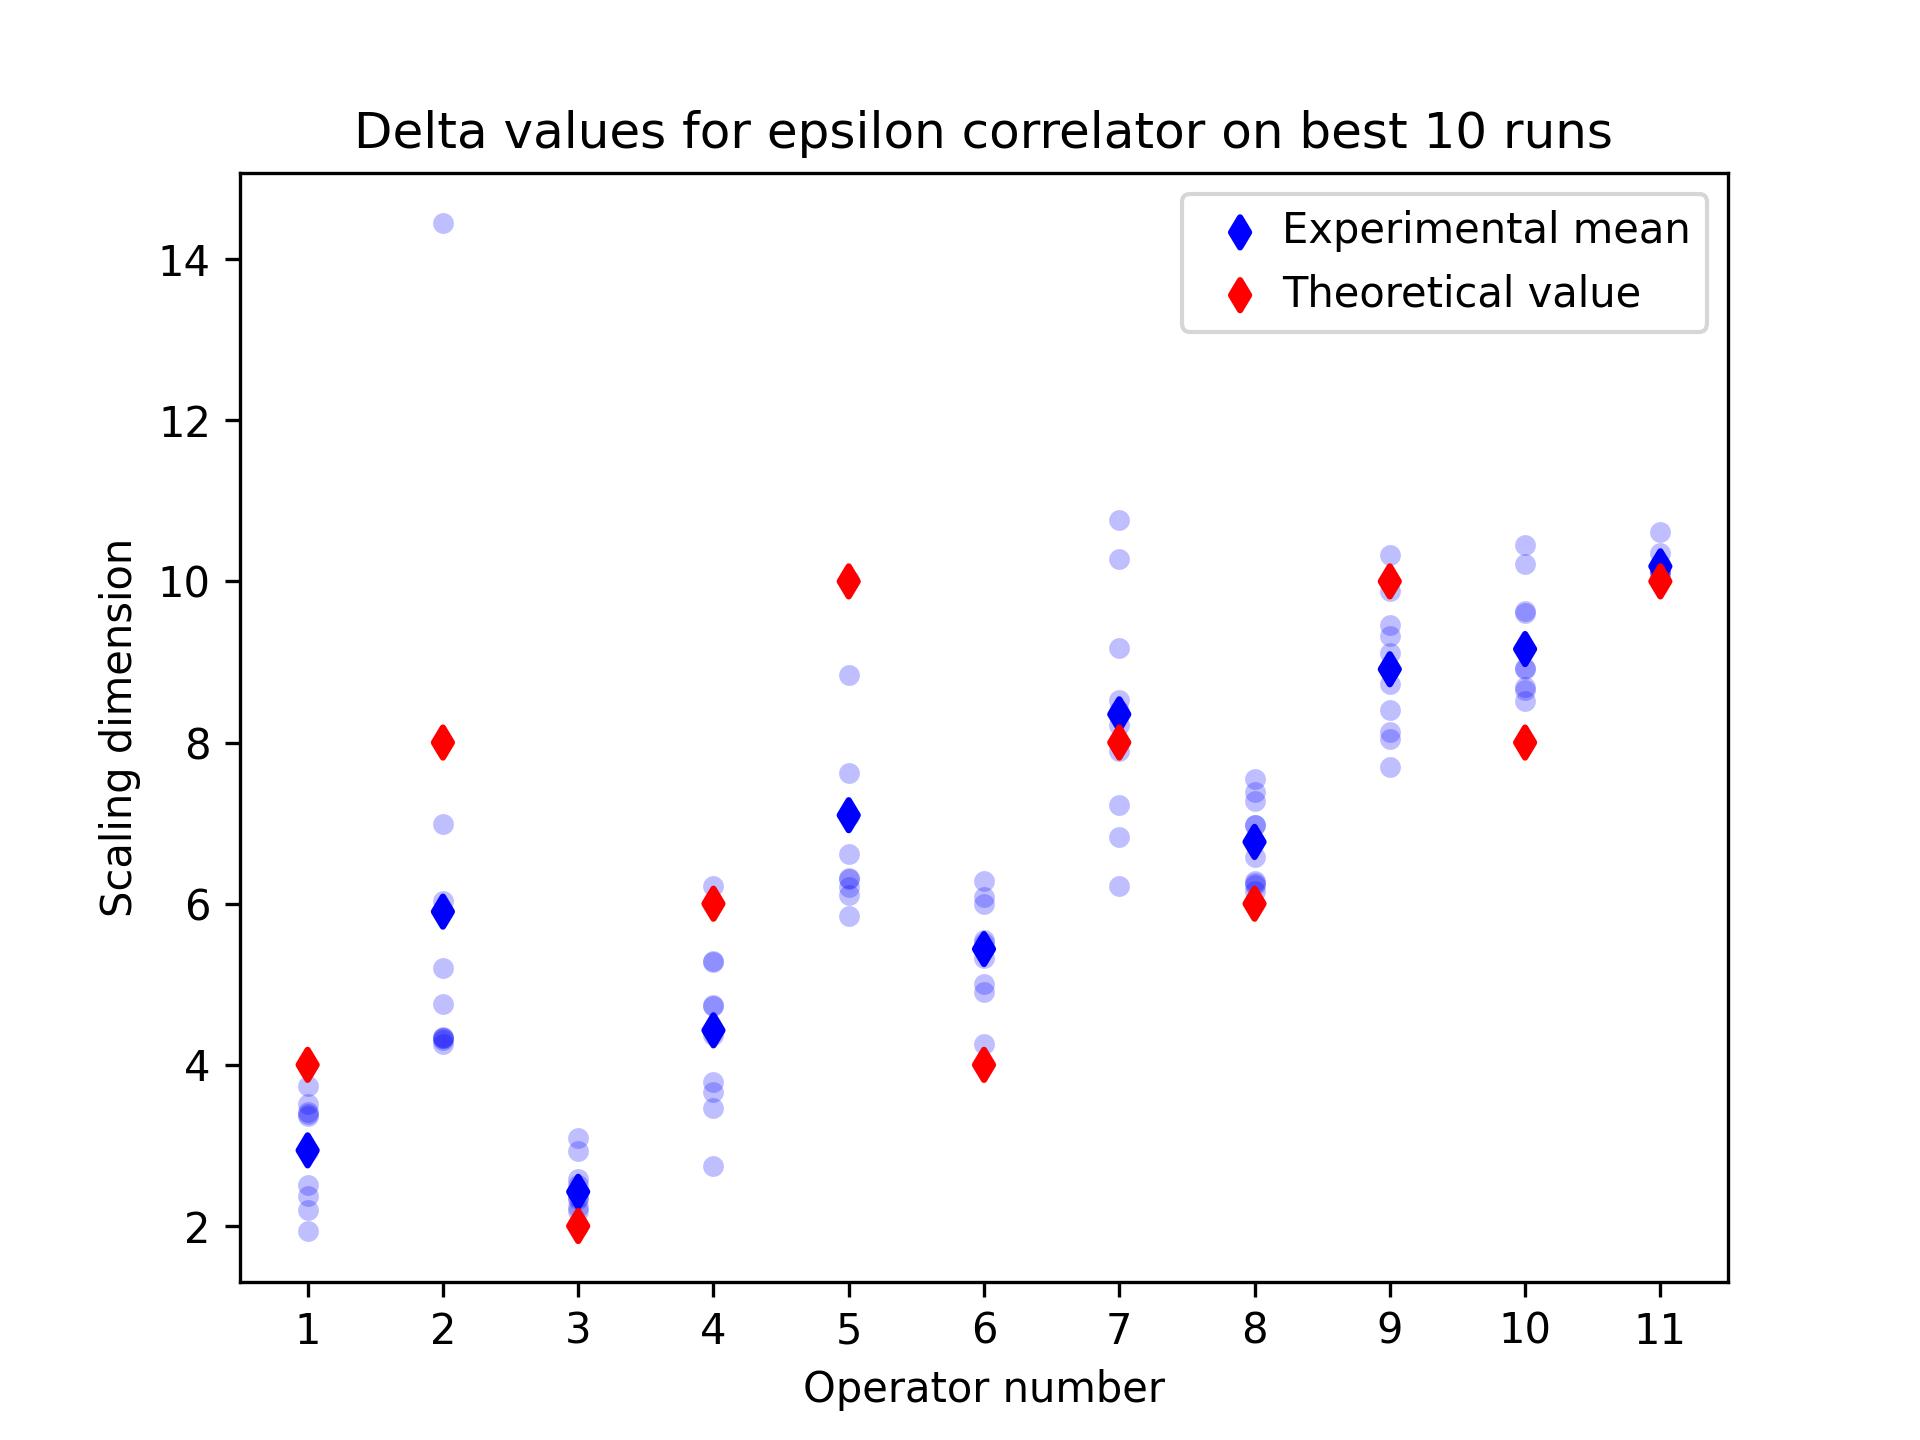 Delta values for epsilon correlator on best 10 runs
Experimental mean
Theoretical value
14
12
10
8
6
4
2
Scaling dimension
1 2 3 4 5 6 7 8 9 10 11
Operator number